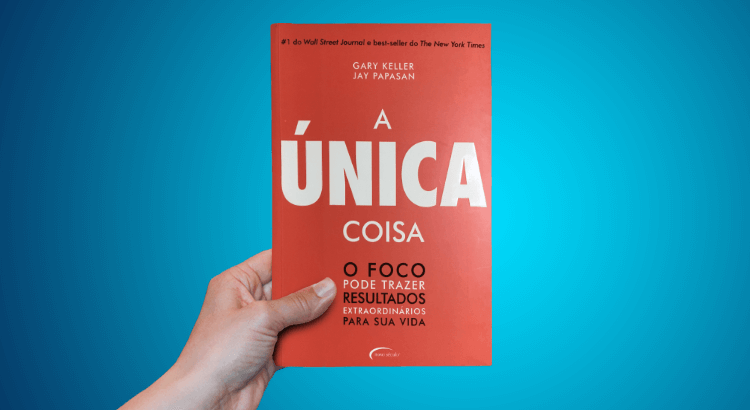 #1 do Wall Street Journal e best-seller do The New York Times
GARY KELLER
JAY PAPASAN
A
ÚNICA
COISA
O FOCO
PODE TRAZER
RESULTADOS
EXTRAORDINÁRIOS
PARA SUA VIDA